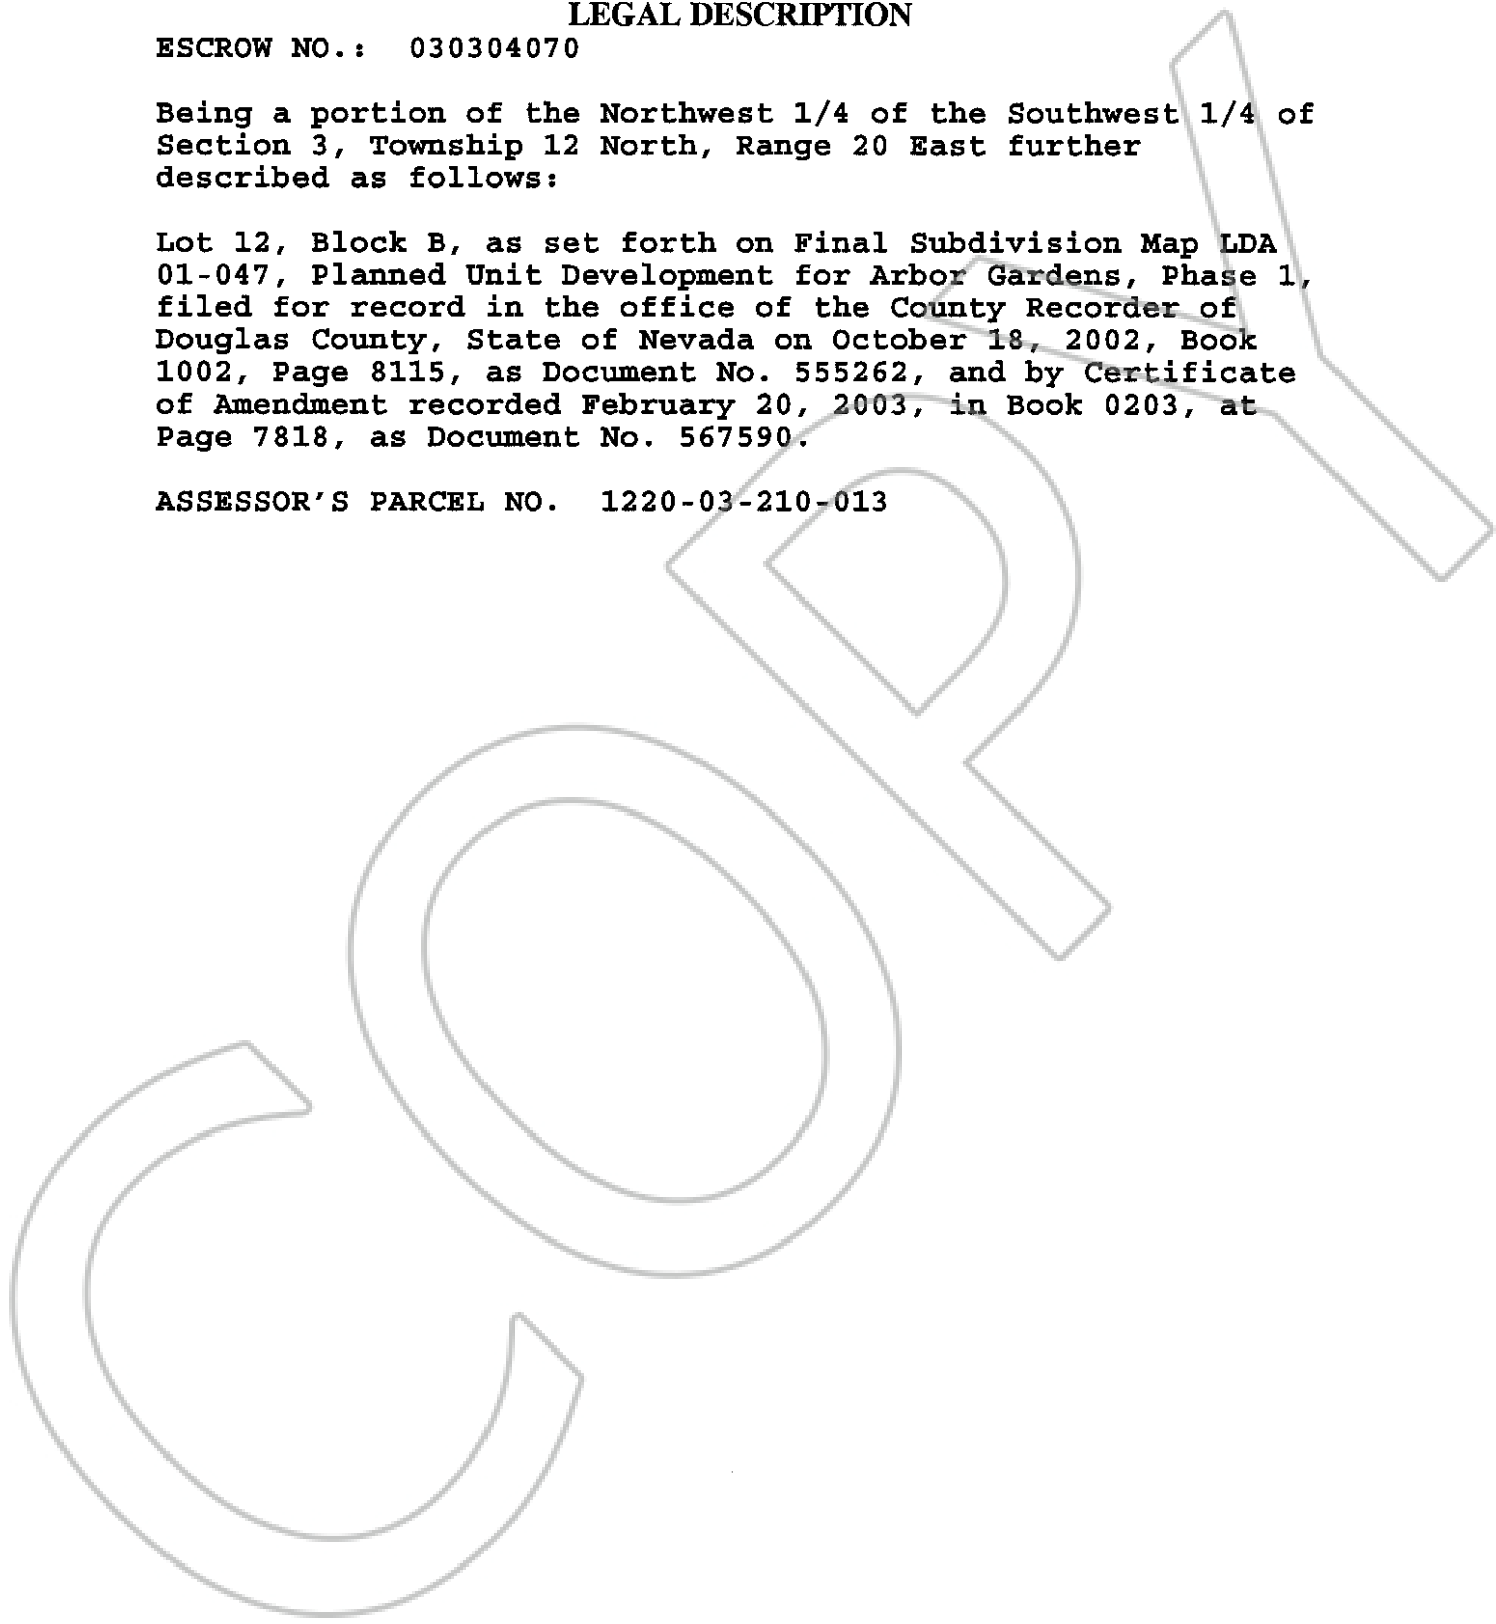 LEGAL DESCRIPTION
ESCROW NO.: 030304070
Being a portion of the Northwest 1/4 of the Southwest 1/4 of
Section 3, Township 12 North, Range 20 East further
described as follows:
Lot 12, Block B, as set forth on Final Subdivision Map LDA
01-047, Planned Unit Development for Arbor Gardens, Phase 1,
filed for record in the office of the County Recorder of
Douglas County, State of Nevada on October 18, 2002, Book
1002, Page 8115, as Document No. 555262, and by Certificate
of Amendment recorded February 20, 2003, in Book 0203, at
Page 7818, as Document No. 567590.
ASSESSOR'S PARCEL NO. 1220-03-210-013
COPY